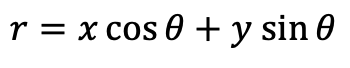 r = x cos θ + y sin θ